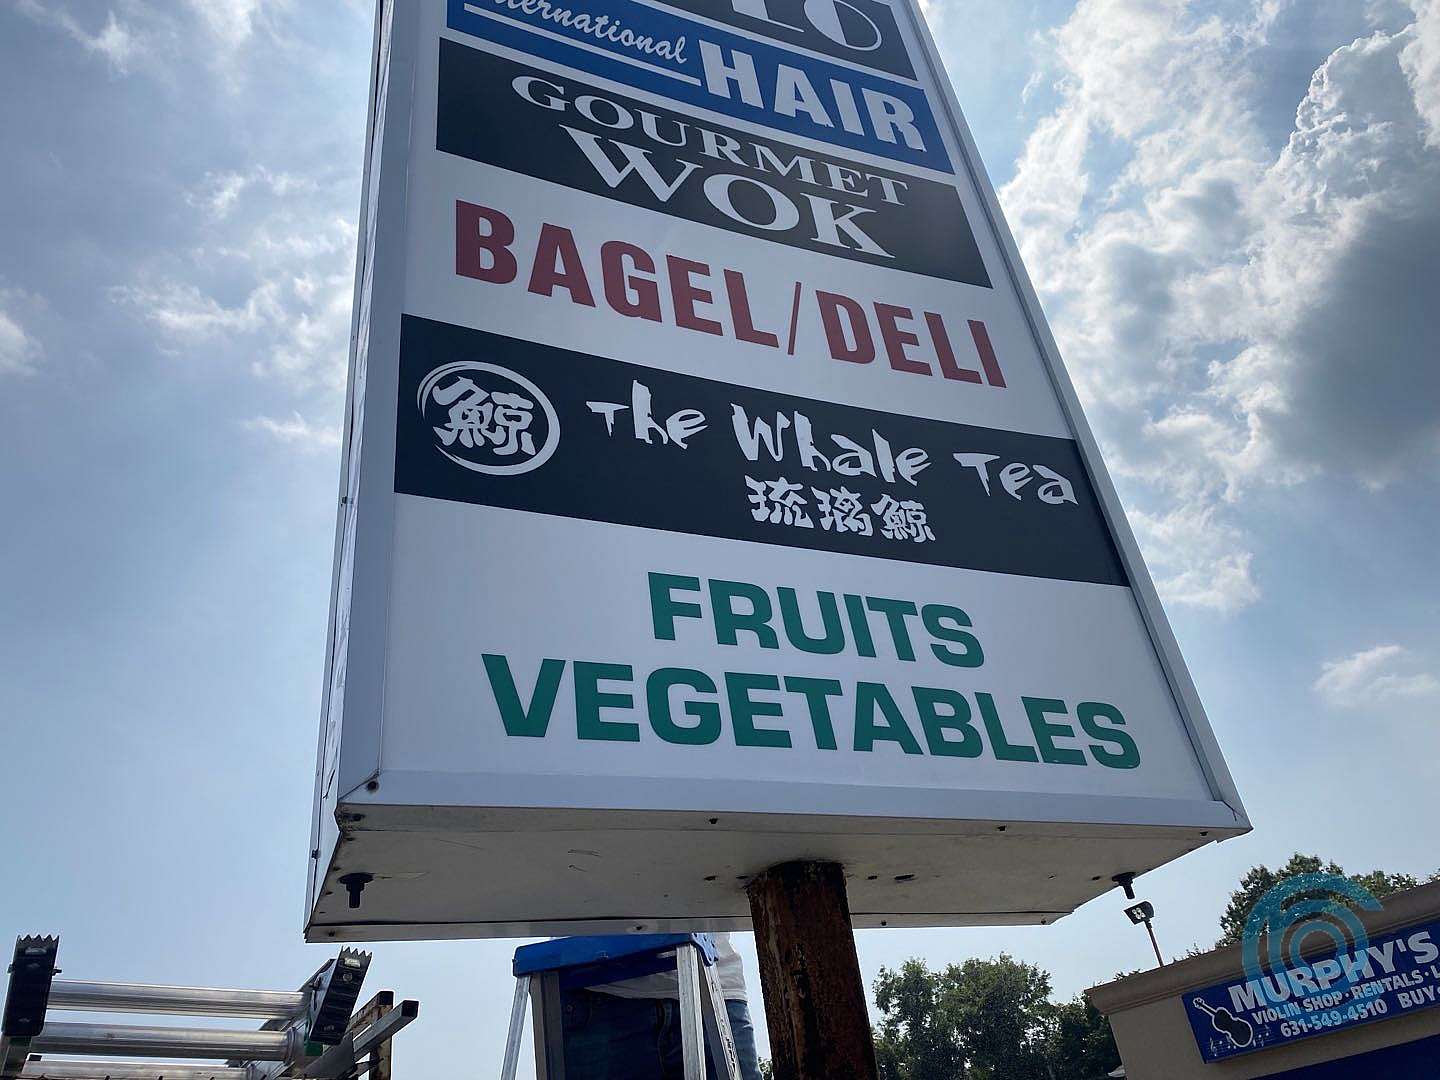 International HAIR
GOURMET
WOK
BAGEL/DELI
鯨 The Whale Tea
琉璃鯨
FRUITS
VEGETABLES
MURPHY'S
VIOLIN SHOP·RENTALS·
631-549-4510 BUY